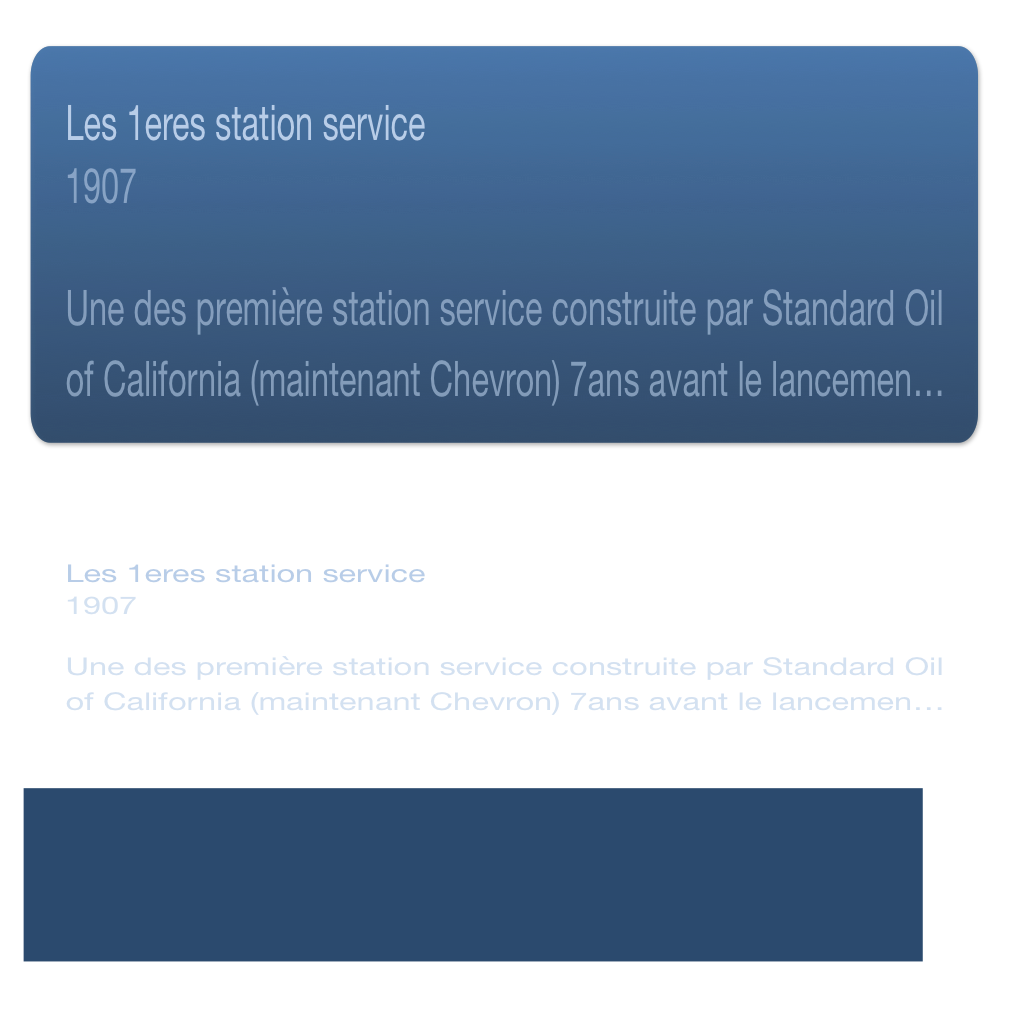 Les 1eres station service
1907
Une des première station service construite par Standard Oil
of California (maintenant Chevron) 7ans avant le lancemen...
Les 1eres station service
1907
Une des première station service construite par Standard Oil
of California (maintenant Chevron) 7ans avant le lancemen...